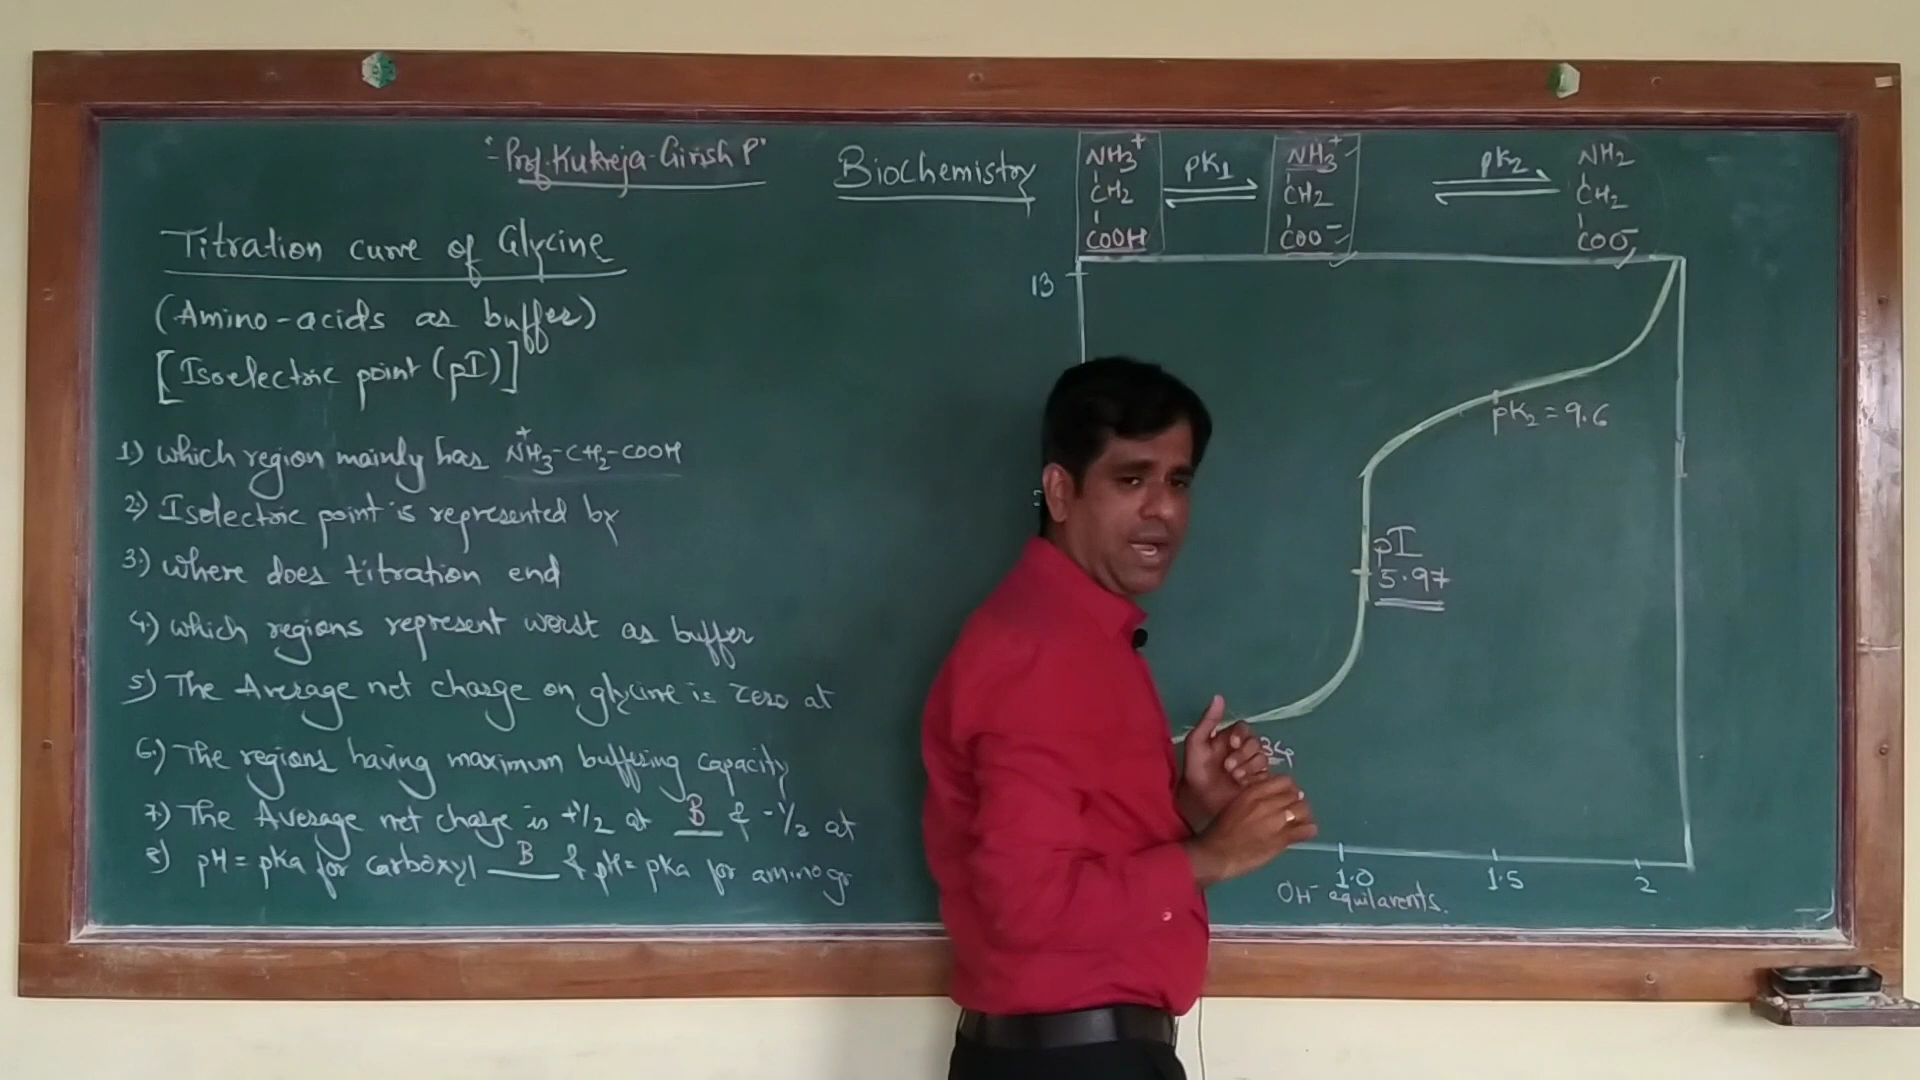 "Prof. Kukreja Girish P"
Biochemistry
Titration curve of Glycine
(Amino-acids as buffer)
[Isoelectric point (pI)]
1) which region mainly has NH3+-CH2-COOH
2) Isolectric point is represented by
3.) where does titration end
4.) which regions represent worst as buffer
5) The Average net charge on glycine is zero at
6.) The regions having maximum buffering capacity
7.) The Average net charge is +1/2 at B & -1/2 at
8) pH = pKa for carboxyl B & pH = pKa for amino gr
NH3+ pK1 NH3+ pK2 NH2
CH2 CH2 CH2
COOH COO- COO-
13
pK2 = 9.6
pI
5.97
34
1.0 1.5 2
OH- equilavents.